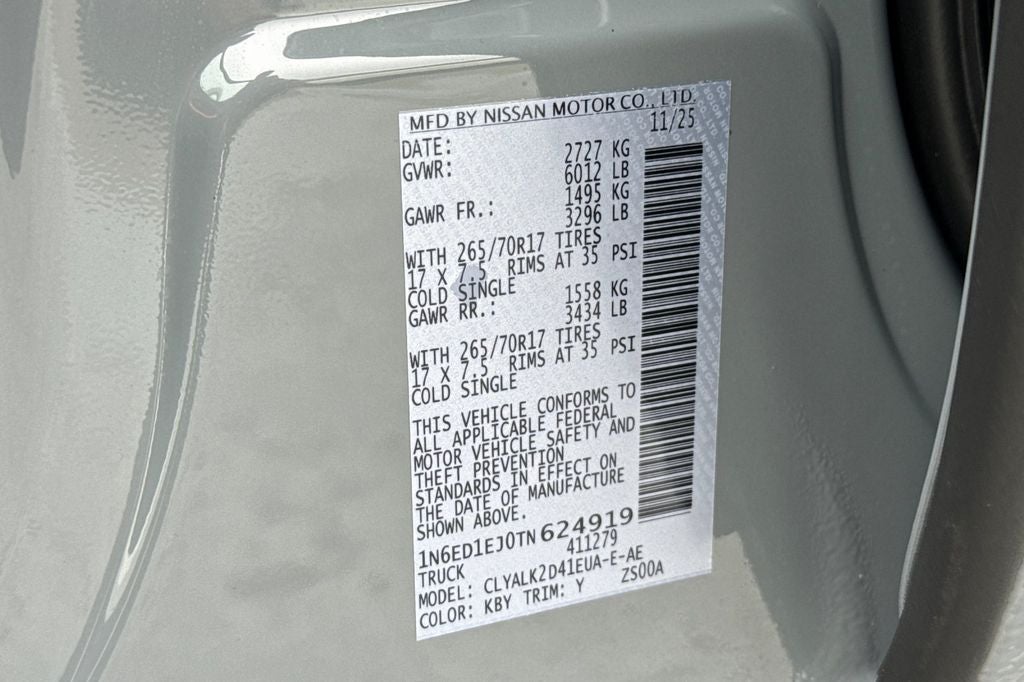 MFD BY NISSAN MOTOR CO., LTD.
DATE: 11/25
GVWR: 2727 KG
6012 LB
GAWR FR.: 1495 KG
3296 LB
WITH 265/70R17 TIRES
17 X 7.5 RIMS AT 35 PSI
COLD SINGLE
GAWR RR.: 1558 KG
3434 LB
WITH 265/70R17 TIRES
17 X 7.5 RIMS AT 35 PSI
COLD SINGLE
THIS VEHICLE CONFORMS TO
ALL APPLICABLE FEDERAL
MOTOR VEHICLE SAFETY AND
THEFT PREVENTION
STANDARDS IN EFFECT ON
THE DATE OF MANUFACTURE
SHOWN ABOVE.
1N6ED1EJ0TN624919
TRUCK 411279
MODEL: CLYALK2D41EUA-E-AE
COLOR: KBY TRIM: Y ZS00A